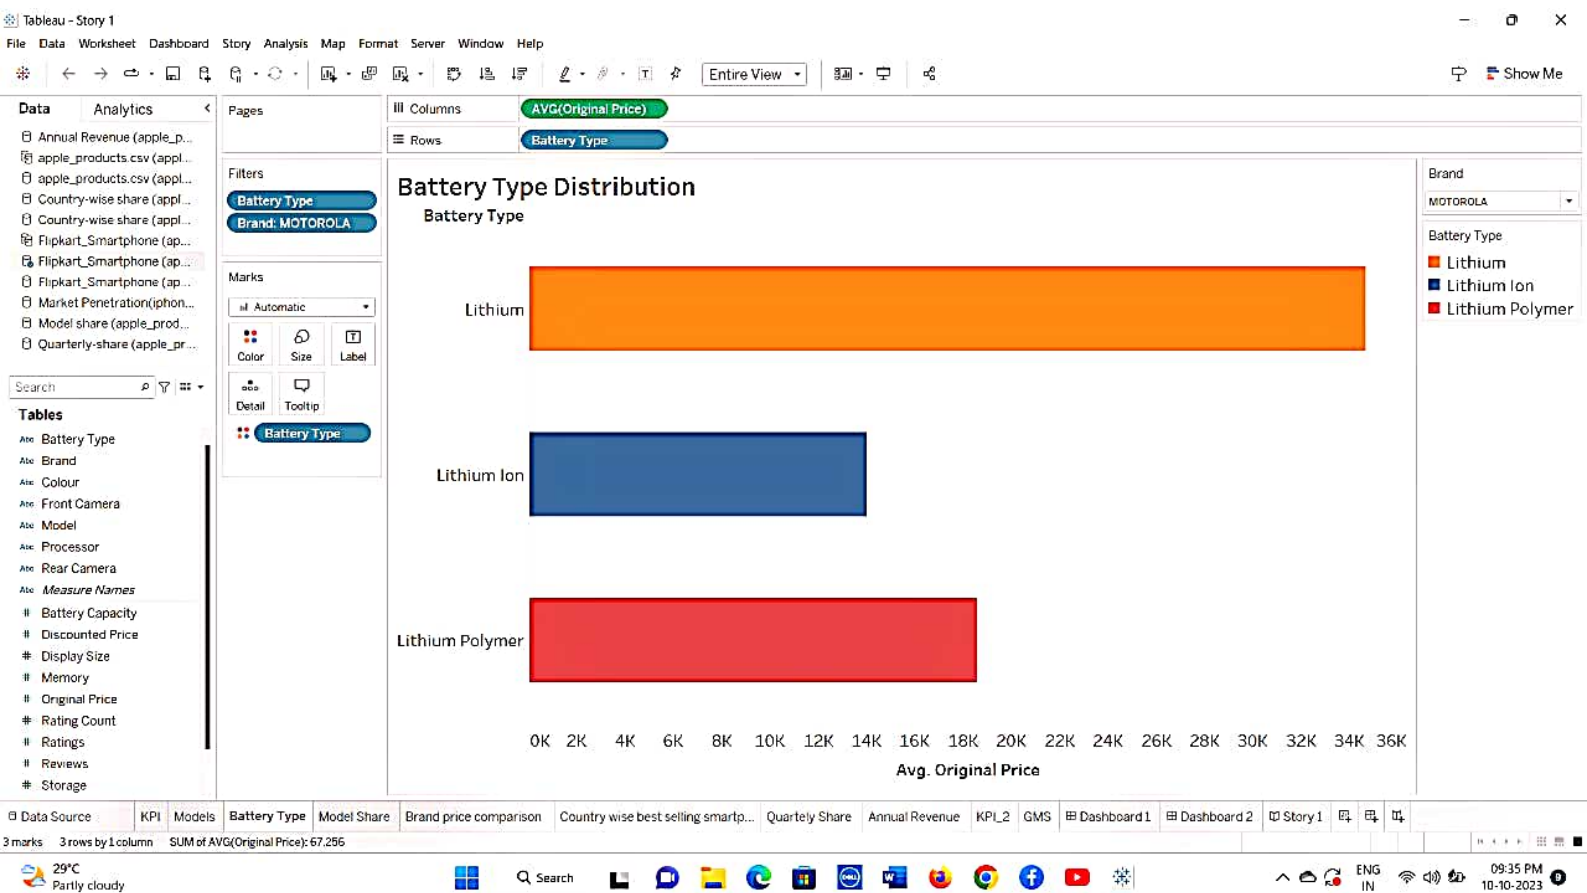 Tableau - Story 1
File Data Worksheet Dashboard Story Analysis Map Format Server Window Help
Entire View
Show Me
Data Analytics
Annual Revenue (apple_p...
apple_products.csv (appl...
apple_products.csv (appl...
Country-wise share (appl...
Country-wise share (appl...
Flipkart_Smartphone (ap...
Flipkart_Smartphone (ap...
Flipkart_Smartphone (ap...
Market Penetration(iphon...
Model share (apple_prod...
Quarterly-share (apple_pr...
Search
Tables
Abc Battery Type
Abc Brand
Abc Colour
Abc Front Camera
Abc Model
Abc Processor
Abc Rear Camera
Abc Measure Names
# Battery Capacity
# Discounted Price
# Display Size
# Memory
# Original Price
# Rating Count
# Ratings
# Reviews
# Storage
Pages
Filters
Battery Type
Brand: MOTOROLA
Marks
Automatic
Color Size Label
Detail Tooltip
Battery Type
Columns AVG(Original Price)
Rows Battery Type
Battery Type Distribution
Battery Type
Lithium
Lithium Ion
Lithium Polymer
0K 2K 4K 6K 8K 10K 12K 14K 16K 18K 20K 22K 24K 26K 28K 30K 32K 34K 36K
Avg. Original Price
Brand
MOTOROLA
Battery Type
Lithium
Lithium Ion
Lithium Polymer
Data Source KPI Models Battery Type Model Share Brand price comparison Country wise best selling smartp... Quartely Share Annual Revenue KPI_2 GMS Dashboard 1 Dashboard 2 Story 1
3 marks 3 rows by 1 column SUM of AVG(Original Price): 67,256
29°C
Partly cloudy
Search
DELL
W
ENG
IN
09:35 PM
10-10-2023
9